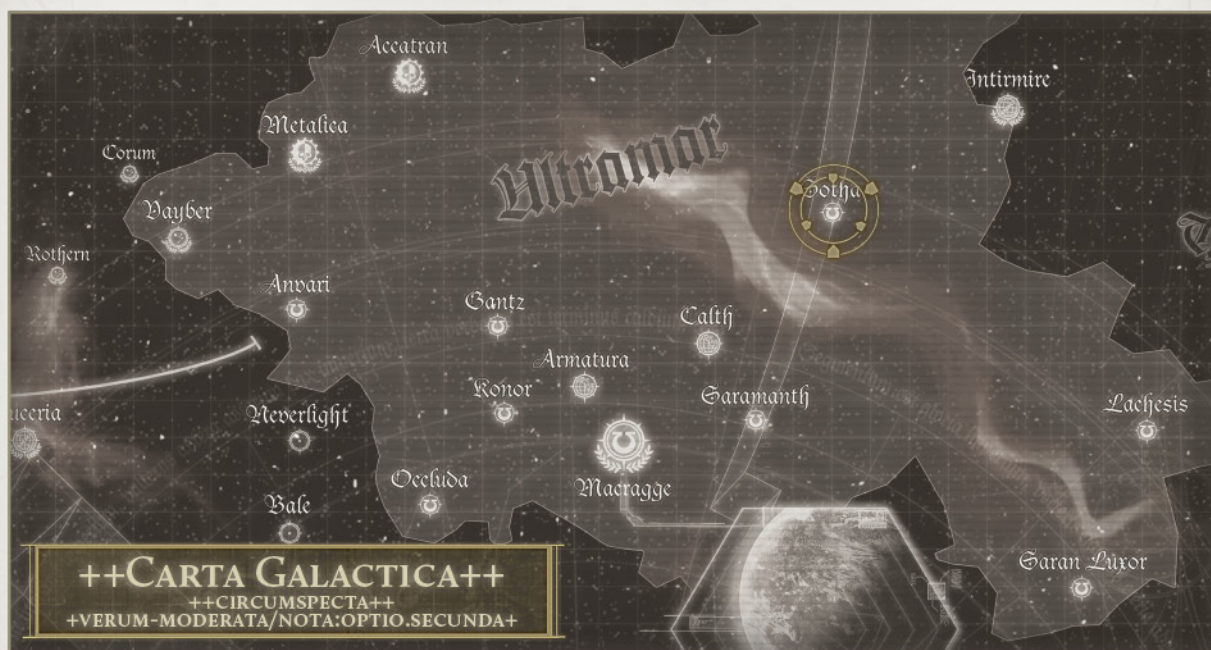 Accatran
Intirmire
Metalica
Ultramar
Corum
Sotha
Vayber
Rothern
Anvari
Gantz
Calth
Armatura
Konor
Saramanth
Lachesis
Neverlight
Occluda
Macragge
Bale
Saran Luxor
++CARTA GALACTICA++
++CIRCUMSPECTA++
+VERUM-MODERATA/NOTA:OPTIO.SECUNDA+